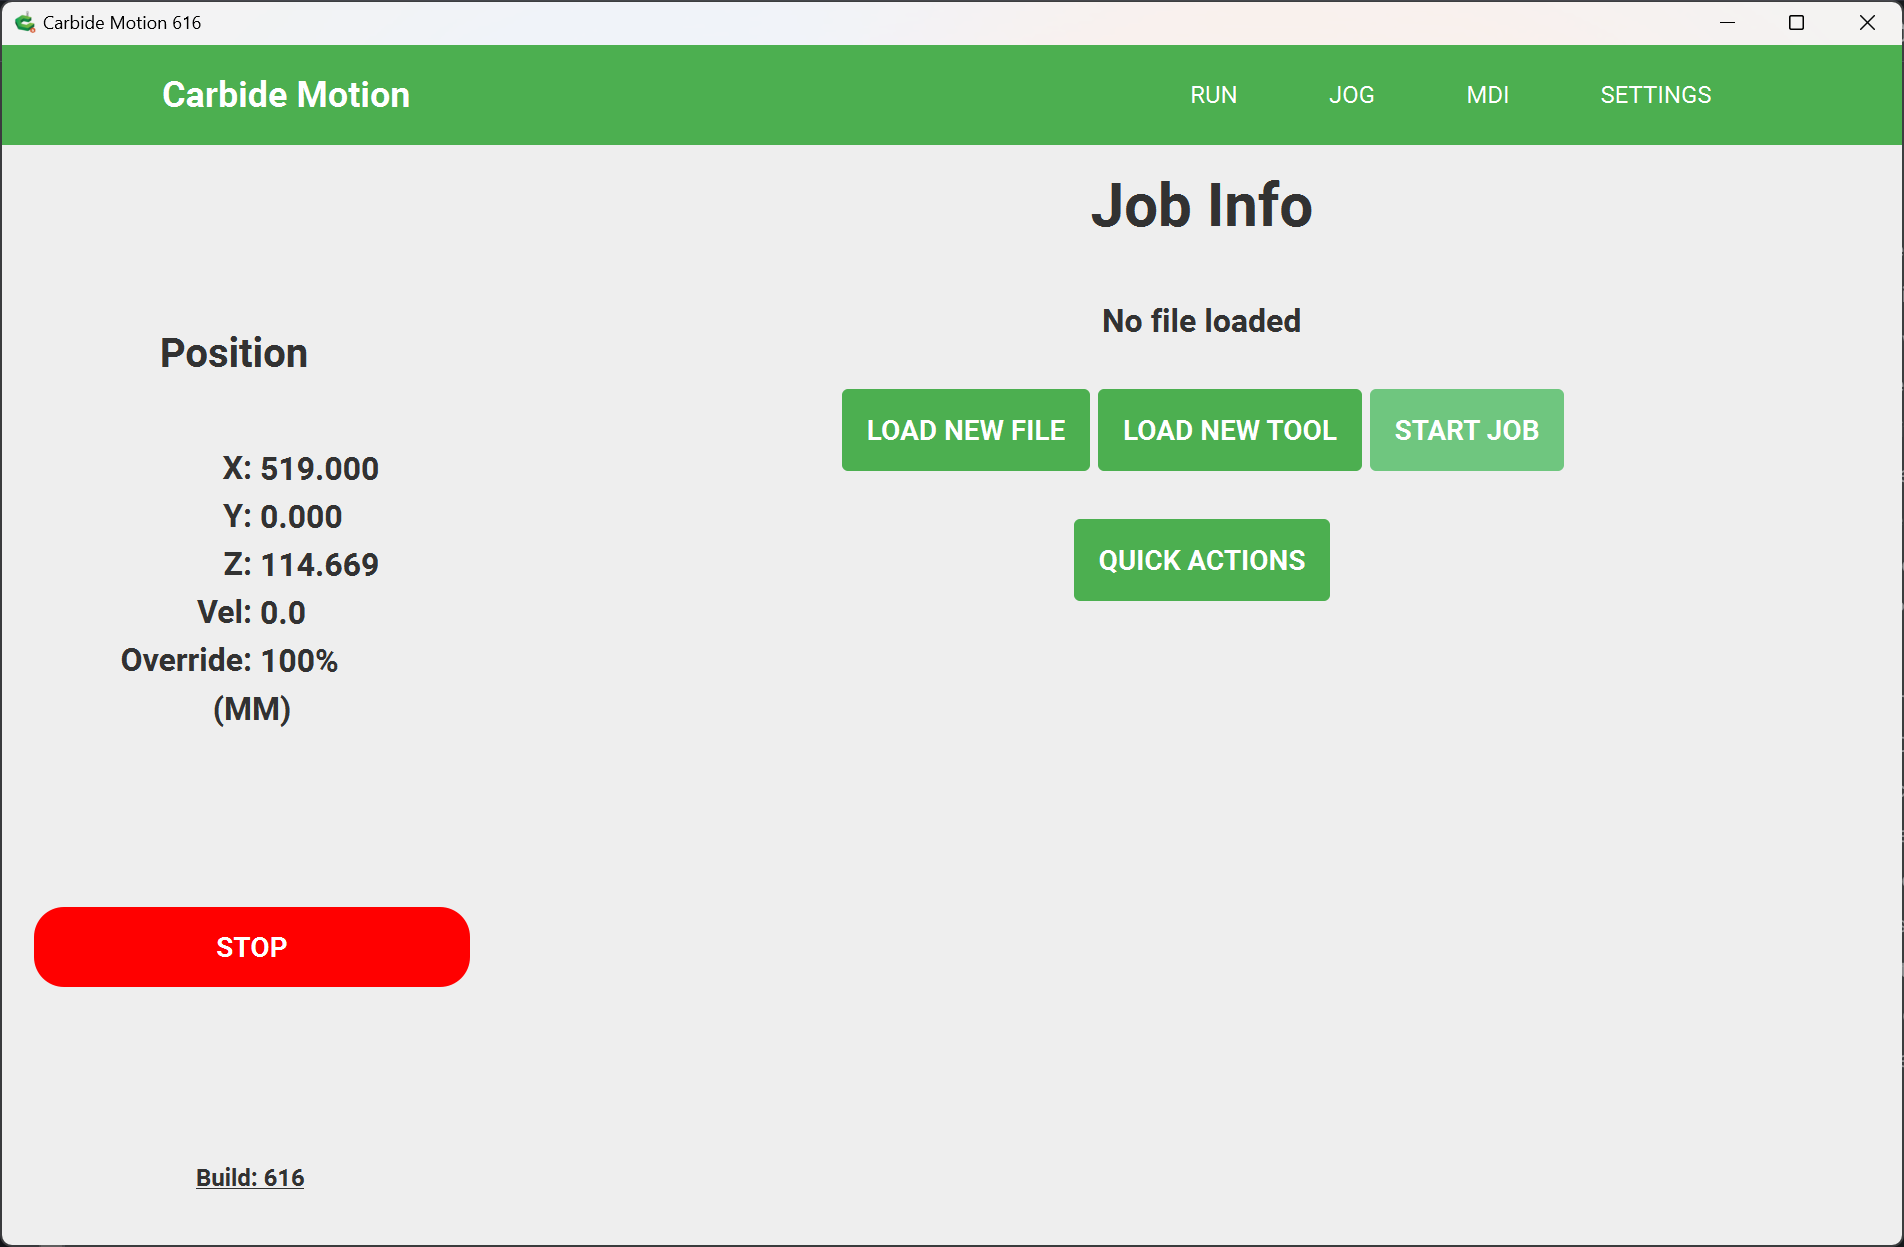 Carbide Motion 616
Carbide Motion RUN JOG MDI SETTINGS
Job Info
No file loaded
LOAD NEW FILE LOAD NEW TOOL START JOB
QUICK ACTIONS
Position
X: 519.000
Y: 0.000
Z: 114.669
Vel: 0.0
Override: 100%
(MM)
STOP
Build: 616